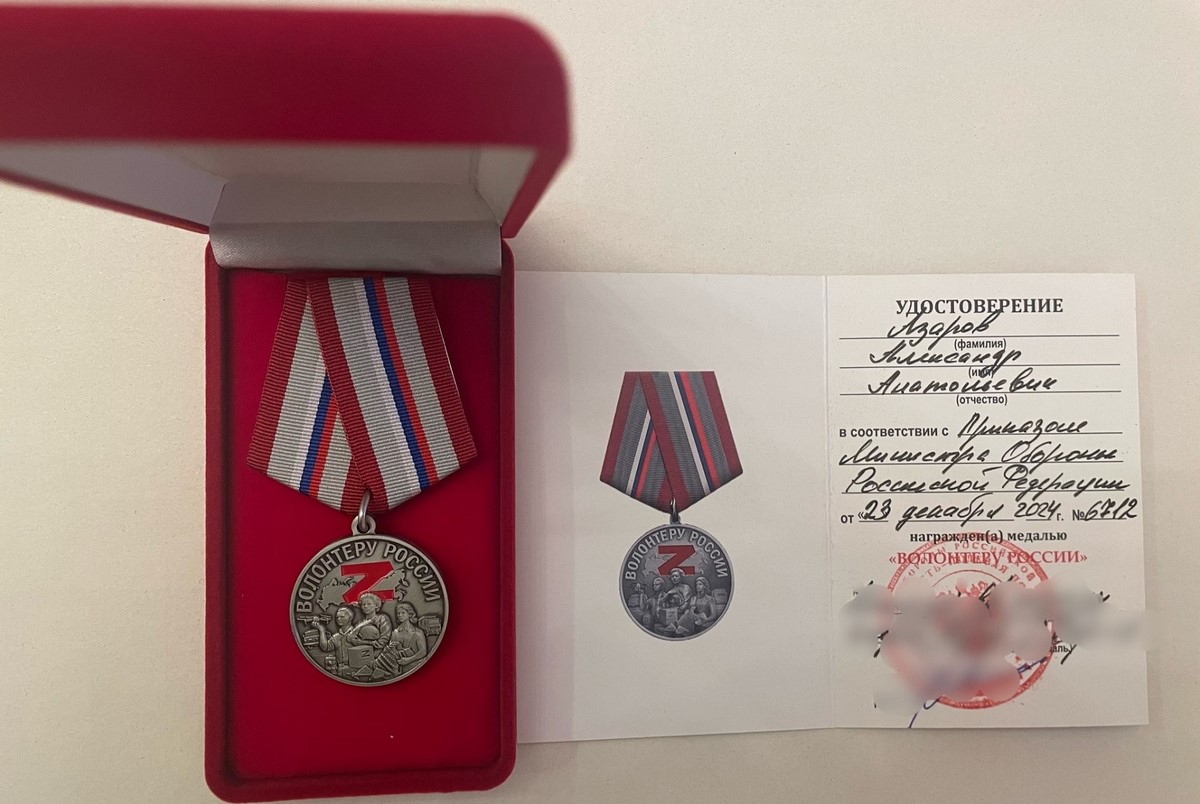 ВОЛОНТЕРУ РОССИИ
Z
Z
ВОЛОНТЕРУ РОССИИ
Z
УДОСТОВЕРЕНИЕ
Азаров
(фамилия)
Александр
(имя)
Анатольевич
(отчество)
в соответствии с Приказом
Министра Обороны
Российской Федерации
от «23 декабря 2024 г. №6712
награжден(а) медалью
«ВОЛОНТЕРУ РОССИИ»